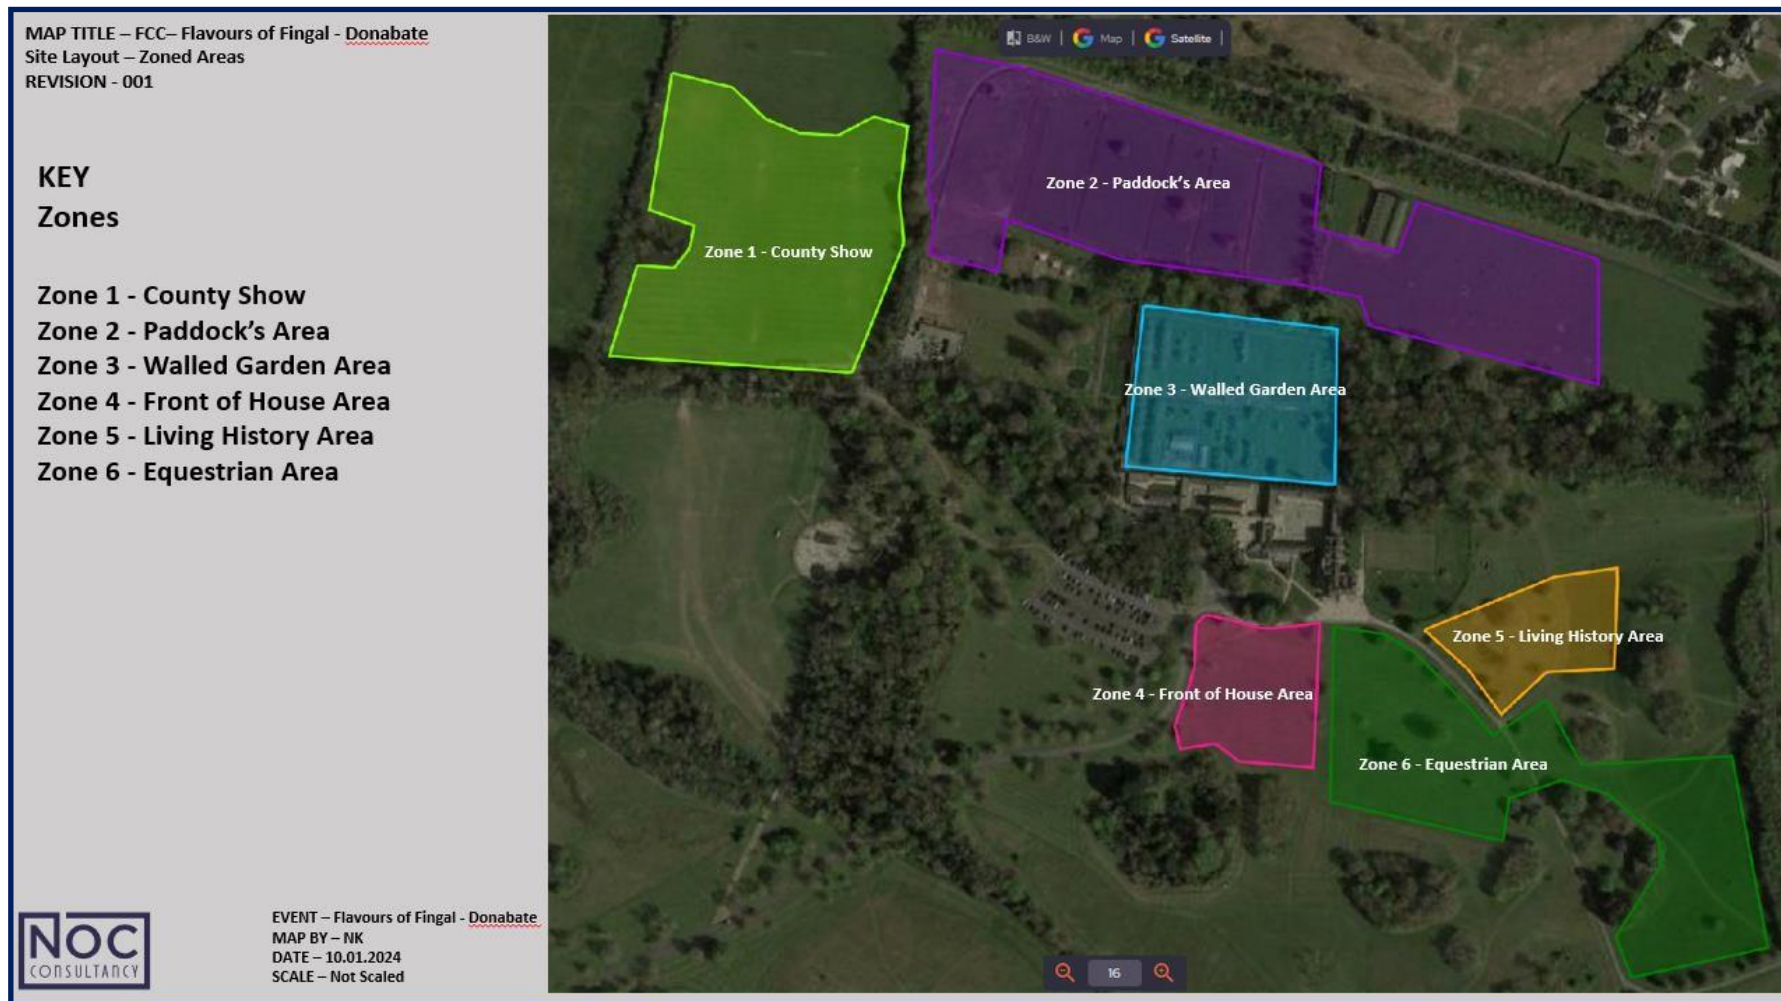 MAP TITLE – FCC– Flavours of Fingal - Donabate
Site Layout – Zoned Areas
REVISION - 001
KEY
Zones
Zone 1 - County Show
Zone 2 - Paddock’s Area
Zone 3 - Walled Garden Area
Zone 4 - Front of House Area
Zone 5 - Living History Area
Zone 6 - Equestrian Area
B&W | Map | Satellite |
Zone 2 - Paddock’s Area
Zone 1 - County Show
Zone 3 - Walled Garden Area
Zone 5 - Living History Area
Zone 4 - Front of House Area
Zone 6 - Equestrian Area
16
NOC
CONSULTANCY
EVENT – Flavours of Fingal - Donabate
MAP BY – NK
DATE – 10.01.2024
SCALE – Not Scaled